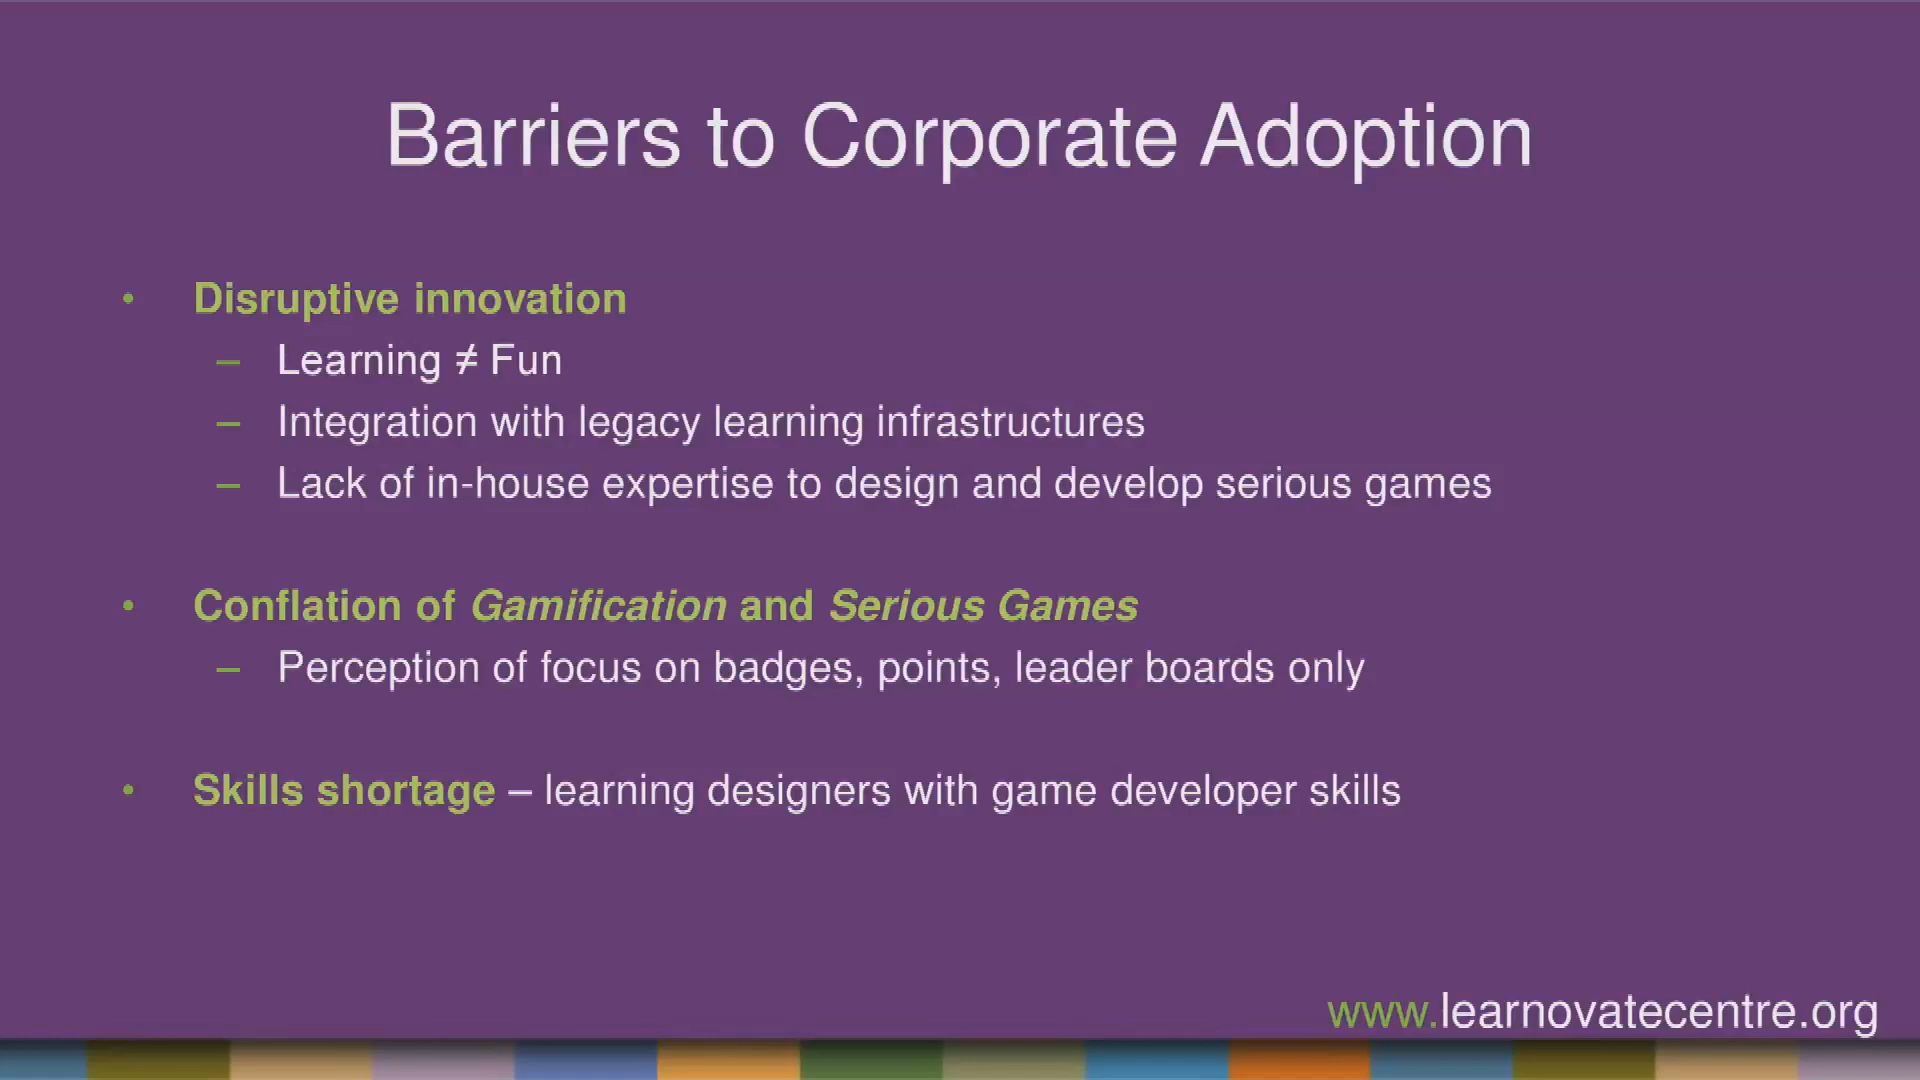 Barriers to Corporate Adoption
• Disruptive innovation
– Learning ≠ Fun
– Integration with legacy learning infrastructures
– Lack of in-house expertise to design and develop serious games
• Conflation of Gamification and Serious Games
– Perception of focus on badges, points, leader boards only
• Skills shortage – learning designers with game developer skills
www.learnovatecentre.org